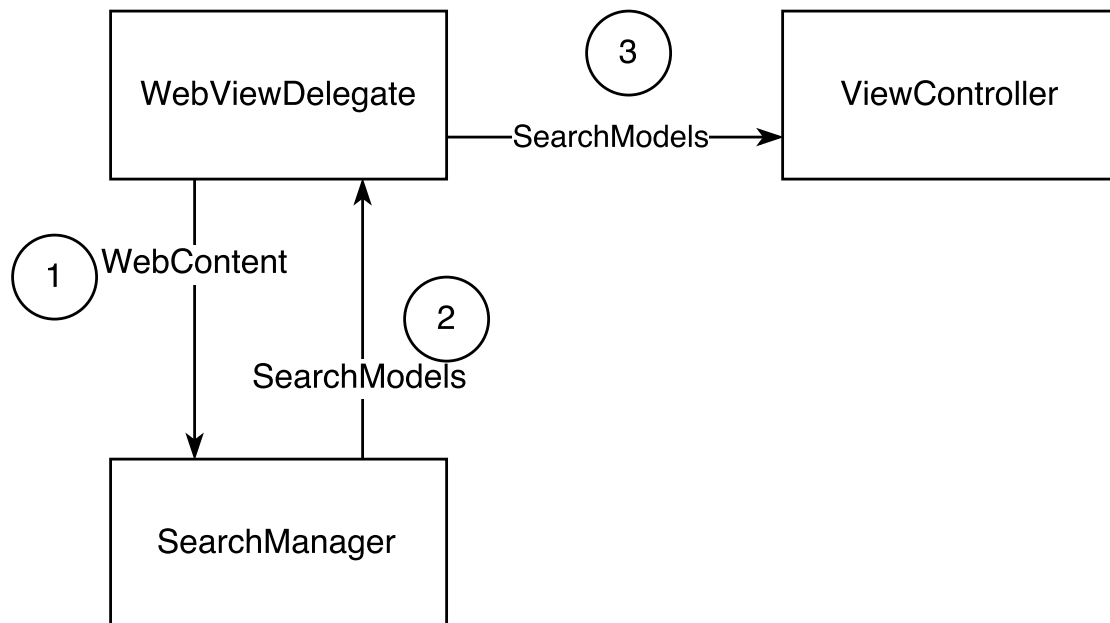 3
WebViewDelegate
ViewController
SearchModels
1
WebContent
2
SearchModels
SearchManager